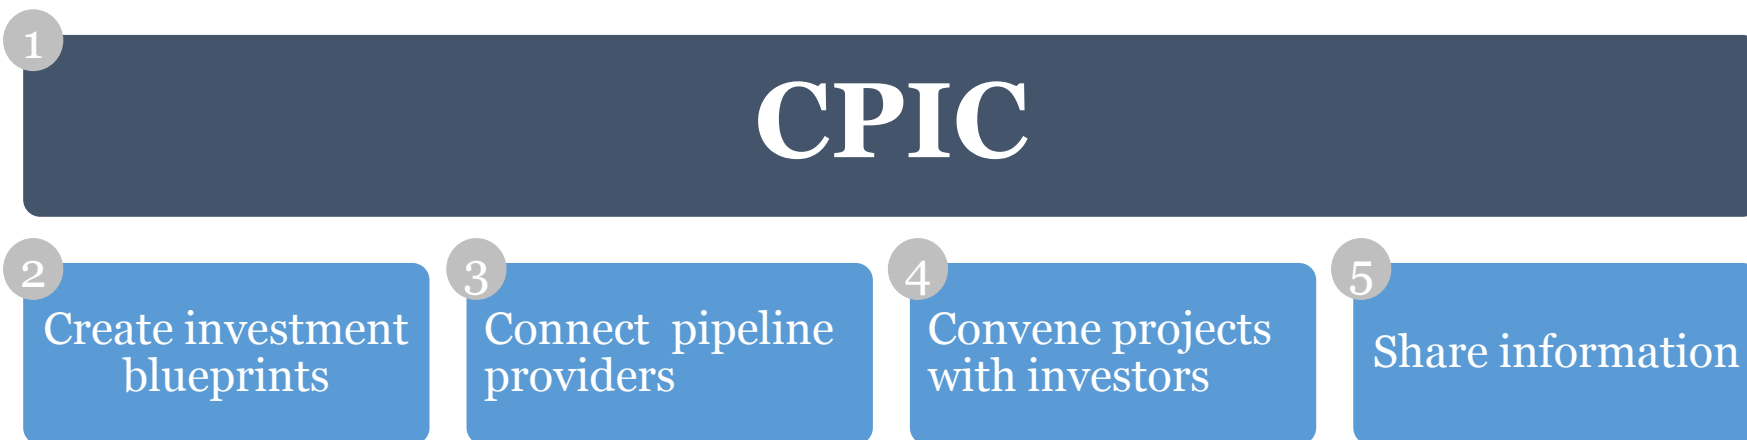 1
CPIC
2
Create investment
blueprints
3
Connect  pipeline
providers
4
Convene projects
with investors
5
Share information